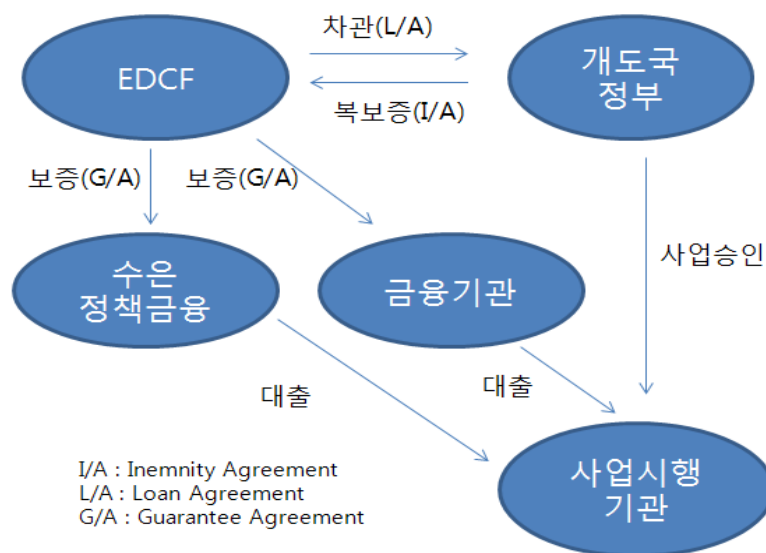 차관(L/A)
EDCF
개도국
정부
복보증(I/A)
보증(G/A)
보증(G/A)
사업승인
수은
정책금융
금융기관
대출
대출
사업시행
기관
I/A : Inemnity Agreement
L/A : Loan Agreement
G/A : Guarantee Agreement